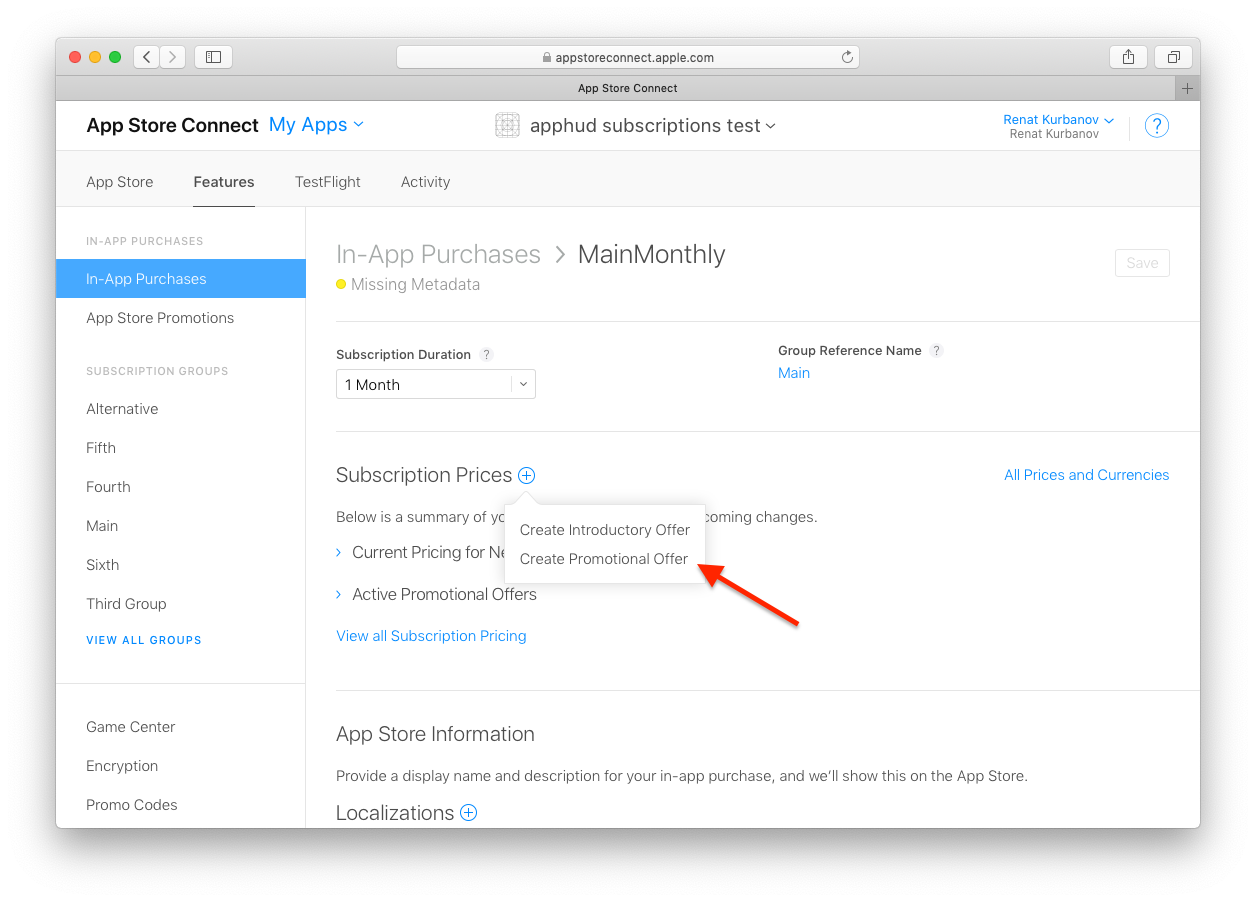 appstoreconnect.apple.com
App Store Connect
App Store Connect My Apps
apphud subscriptions test
Renat Kurbanov
Renat Kurbanov
?
App Store Features TestFlight Activity
IN-APP PURCHASES
In-App Purchases
App Store Promotions
SUBSCRIPTION GROUPS
Alternative
Fifth
Fourth
Main
Sixth
Third Group
VIEW ALL GROUPS
Game Center
Encryption
Promo Codes
In-App Purchases > MainMonthly
Missing Metadata
Save
Subscription Duration ?
1 Month
Group Reference Name ?
Main
Subscription Prices
All Prices and Currencies
Below is a summary of coming changes.
Create Introductory Offer
Create Promotional Offer
Current Pricing for
Active Promotional Offers
View all Subscription Pricing
App Store Information
Provide a display name and description for your in-app purchase, and we’ll show this on the App Store.
Localizations